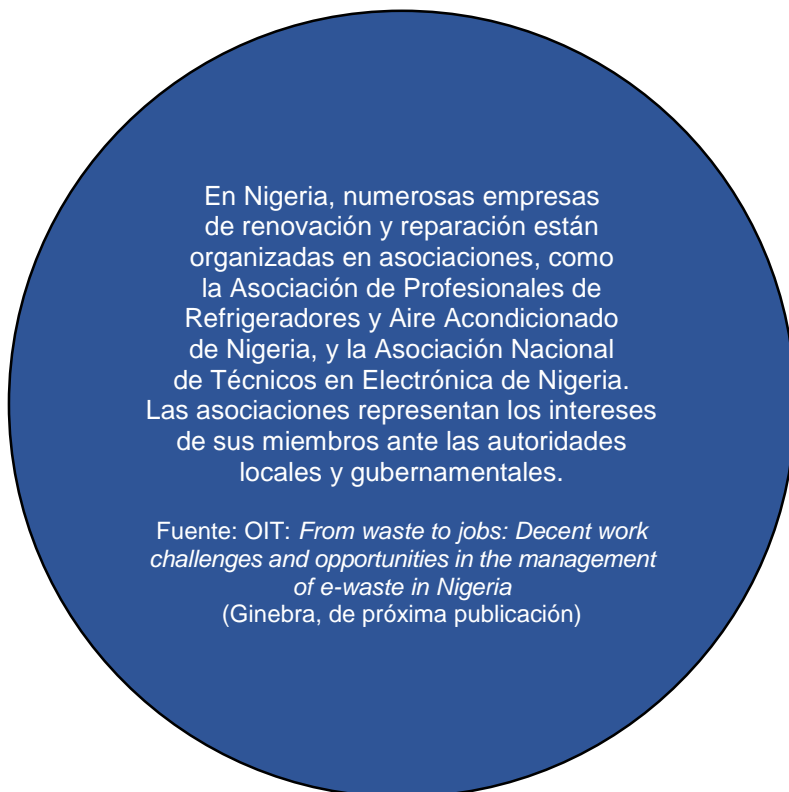 En Nigeria, numerosas empresas
de renovación y reparación están
organizadas en asociaciones, como
la Asociación de Profesionales de
Refrigeradores y Aire Acondicionado
de Nigeria, y la Asociación Nacional
de Técnicos en Electrónica de Nigeria.
Las asociaciones representan los intereses
de sus miembros ante las autoridades
locales y gubernamentales.
Fuente: OIT: From waste to jobs: Decent work
challenges and opportunities in the management
of e-waste in Nigeria
(Ginebra, de próxima publicación)